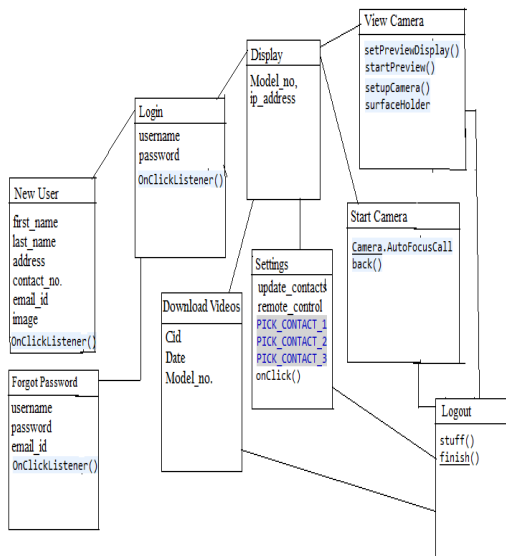 View Camera
setPreviewDisplay()
startPreview()
setupCamera()
surfaceHolder
Display
Model_no,
ip_address
Login
username
password
OnClickListener()
New User
first_name
last_name
address
contact_no.
email_id
image
OnClickListener()
Start Camera
Camera.AutoFocusCall
back()
Settings
update_contacts
remote_control
PICK_CONTACT_1
PICK_CONTACT_2
PICK_CONTACT_3
onClick()
Download Videos
Cid
Date
Model_no.
Forgot Password
username
password
email_id
OnClickListener()
Logout
stuff()
finish()